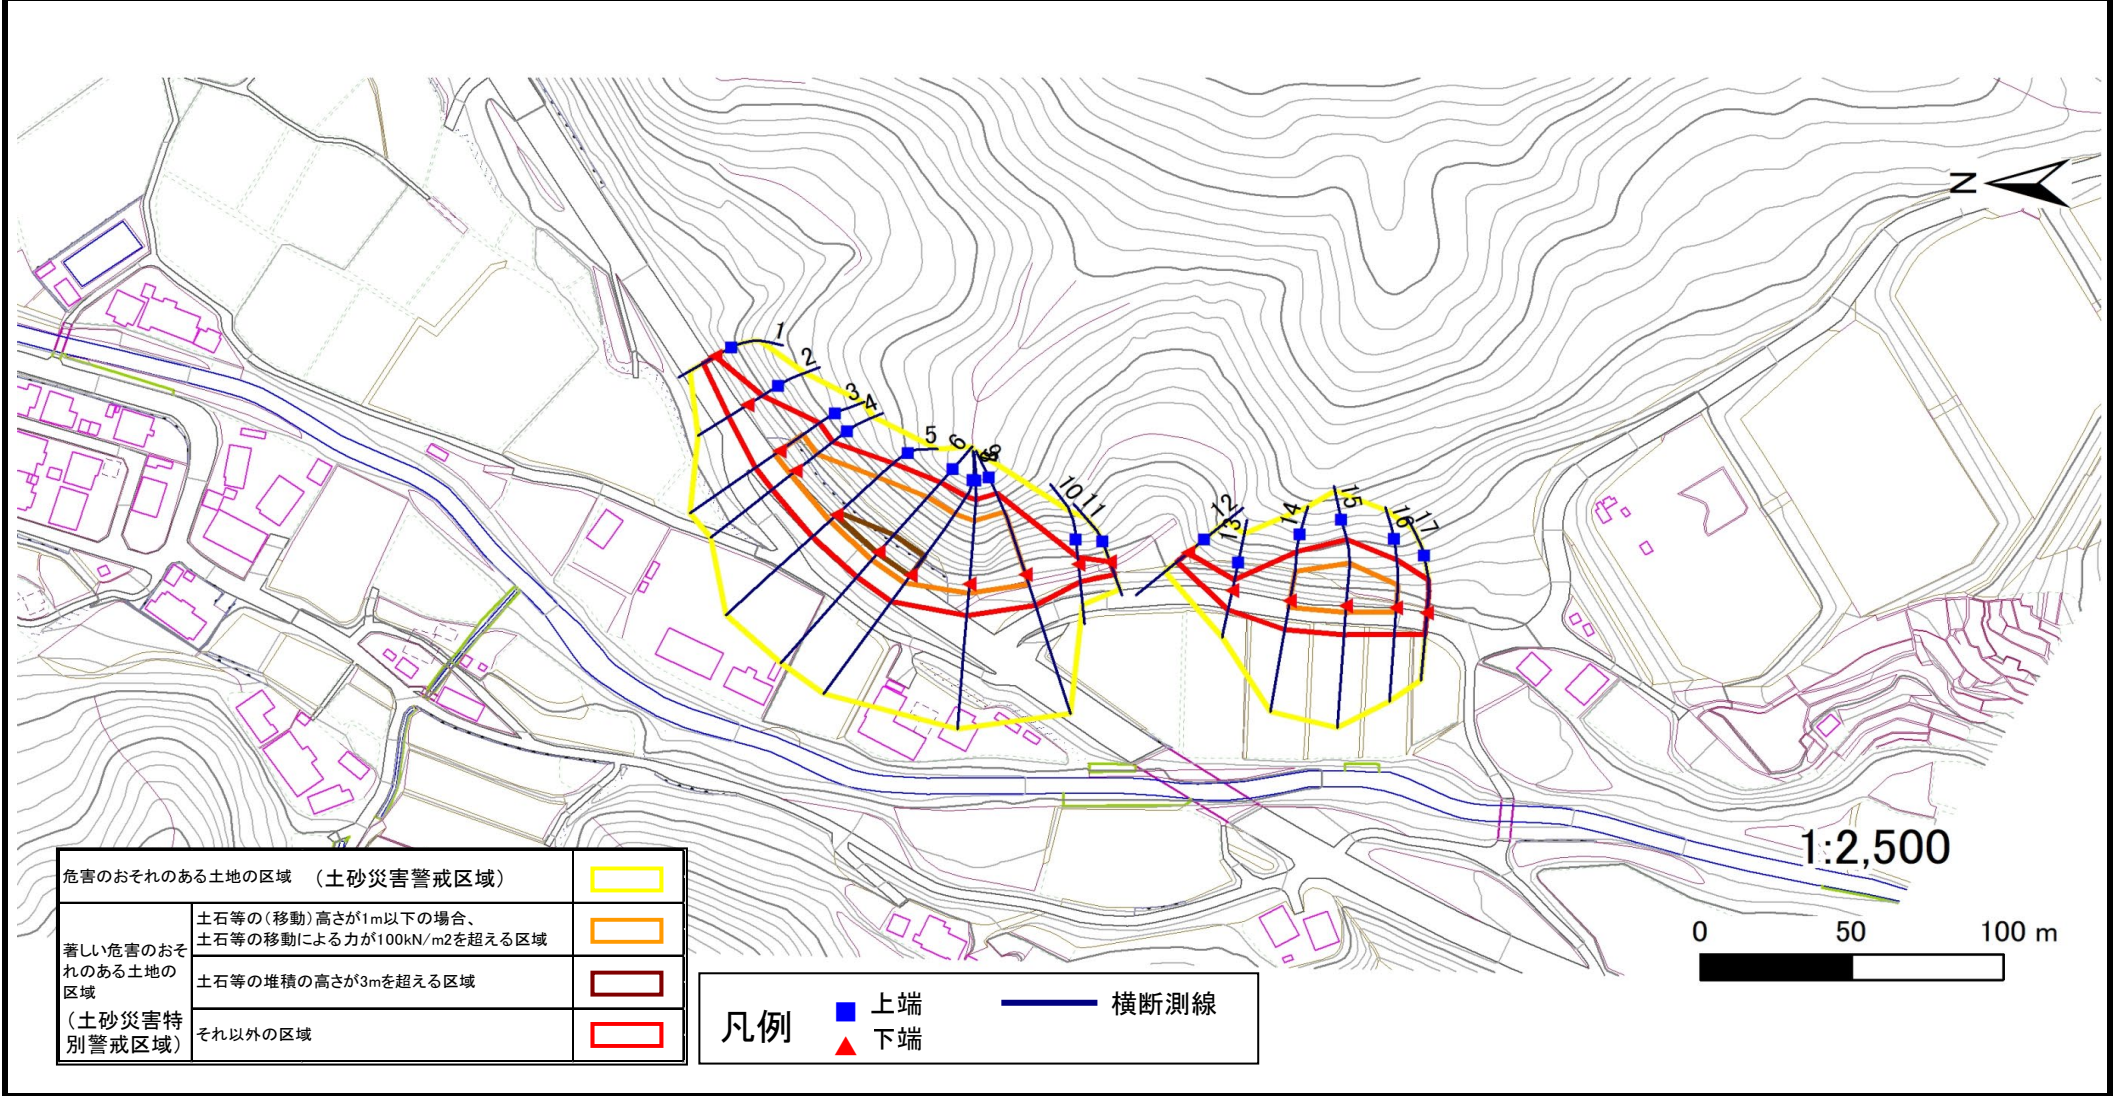 N
1
2
3
4
5
6
10
11
12
13
14
15
16
17
1:2,500
0 50 100 m
危害のおそれのある土地の区域 (土砂災害警戒区域)
著しい危害のおそ
れのある土地の
区域
(土砂災害特
別警戒区域)
土石等の(移動)高さが1m以下の場合、
土石等の移動による力が100kN/m2を超える区域
土石等の堆積の高さが3mを超える区域
それ以外の区域
凡例
上端
下端
横断測線